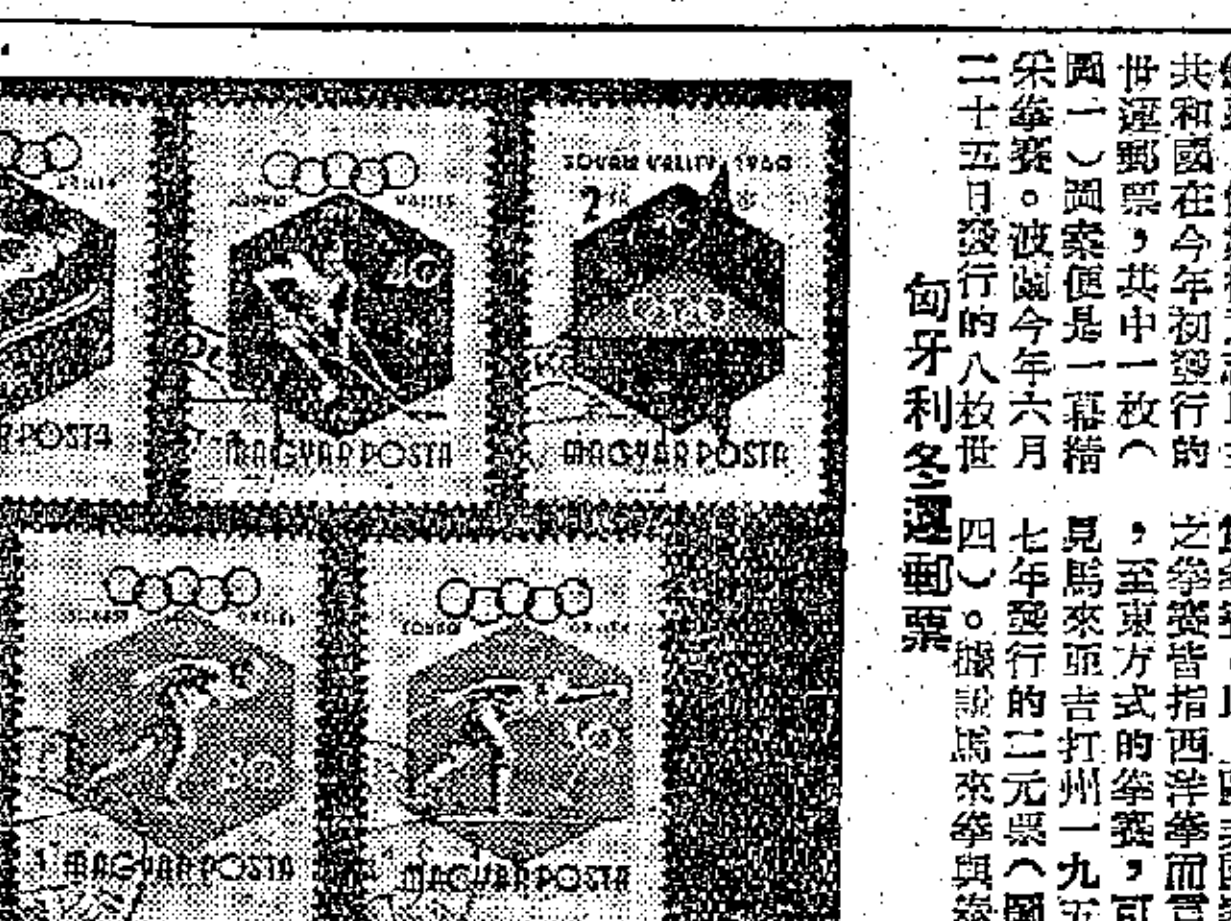 共和國在今年初發行的
世運郵票，共中一枚（
圖一）圖案便是一幕精
采拳賽。波蘭今年六月
二十五日發行的八枚世
之拳賽皆指西洋拳而言
，至東方式的拳賽，可
見馬來亞吉打州一九五
七年發行的二元票（圖
四）。據說馬來拳與
匈牙利冬運郵票
R POSTA
40
MAGYAR POSTA
VALLEY 1960
2
MAGYAR POSTA
MAGYAR POSTA
MAGYAR POSTA